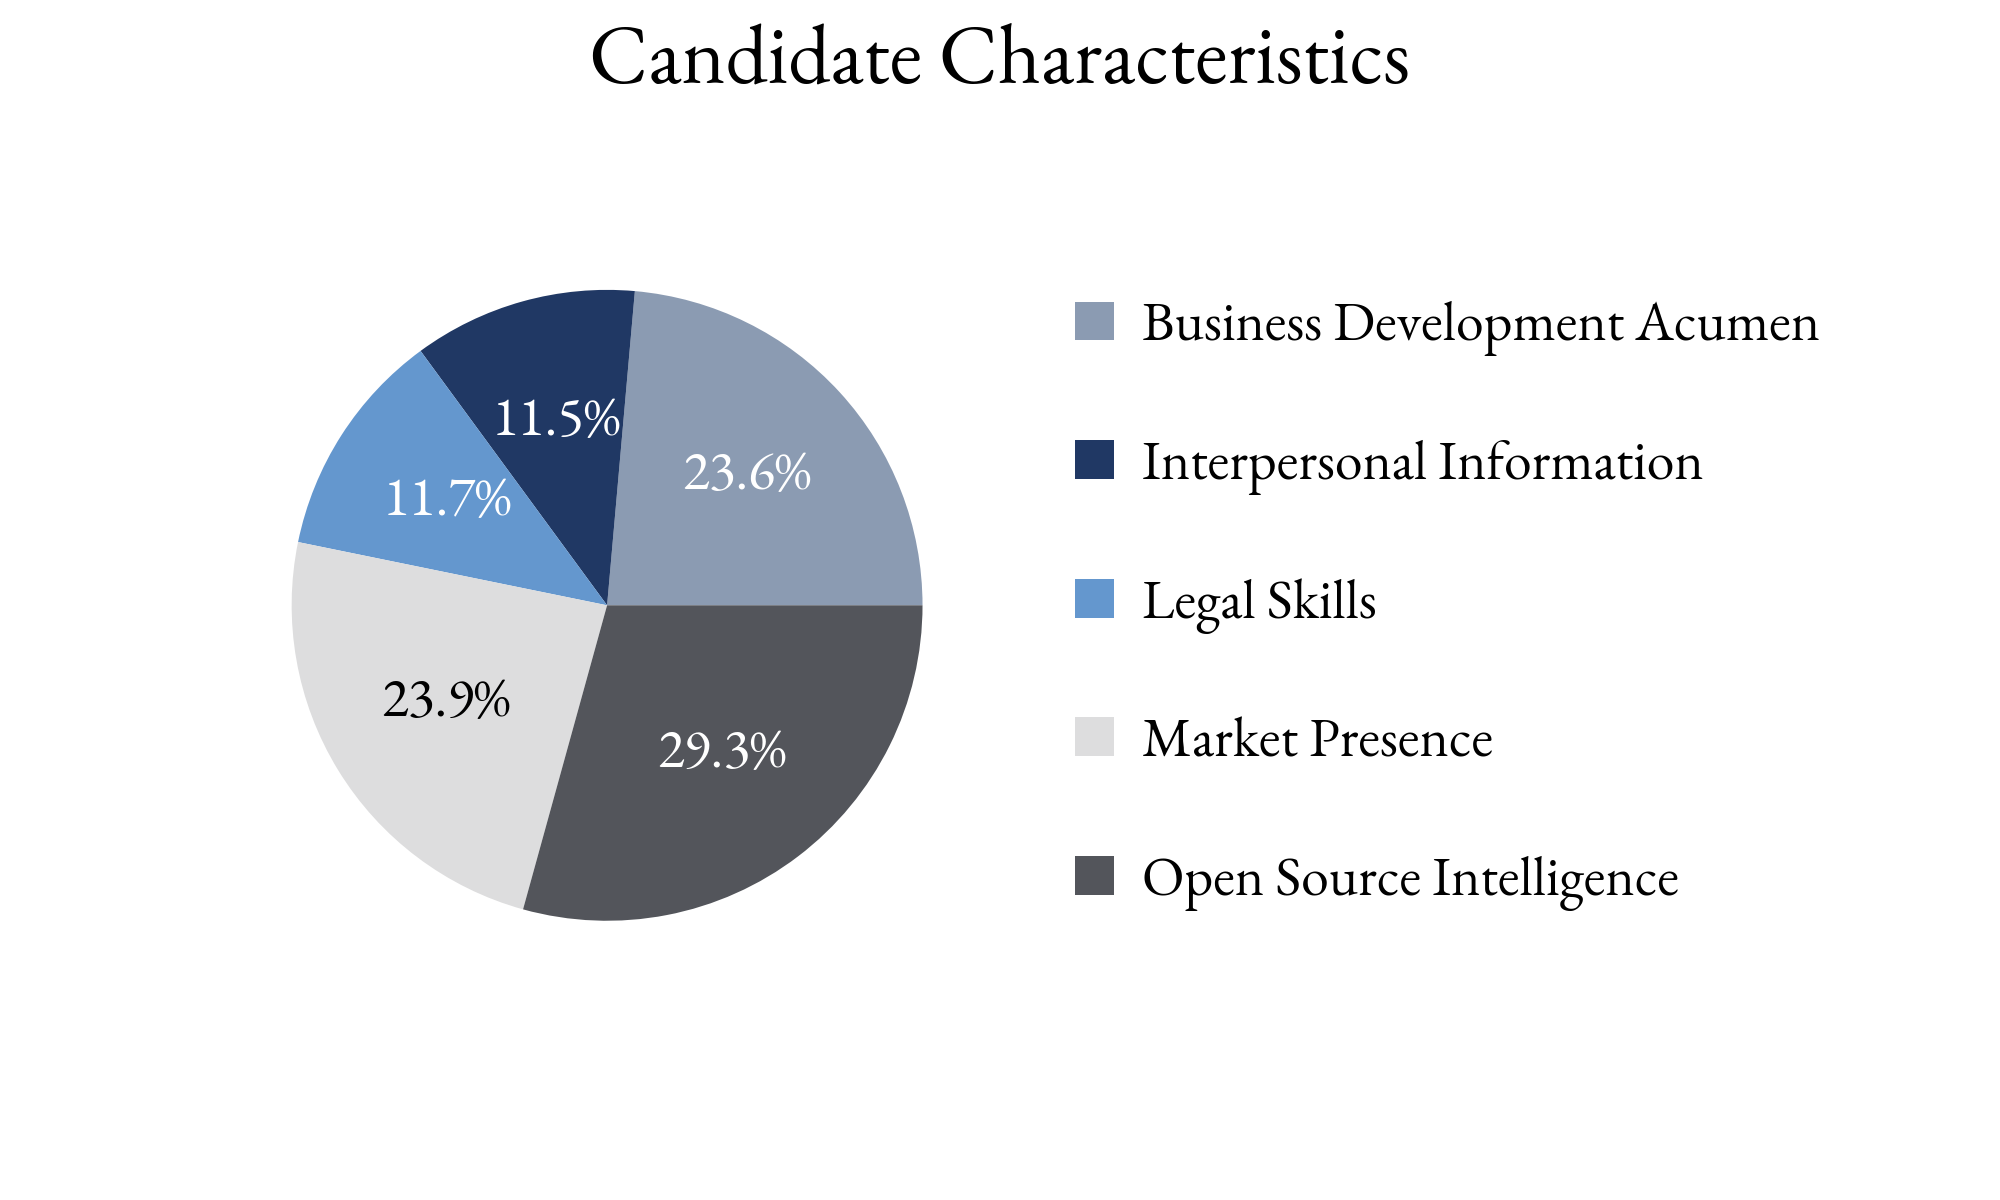 Candidate Characteristics
Business Development Acumen
11.5%
23.6%
Interpersonal Information
11.7%
Legal Skills
23.9%
Market Presence
29.3%
Open Source Intelligence